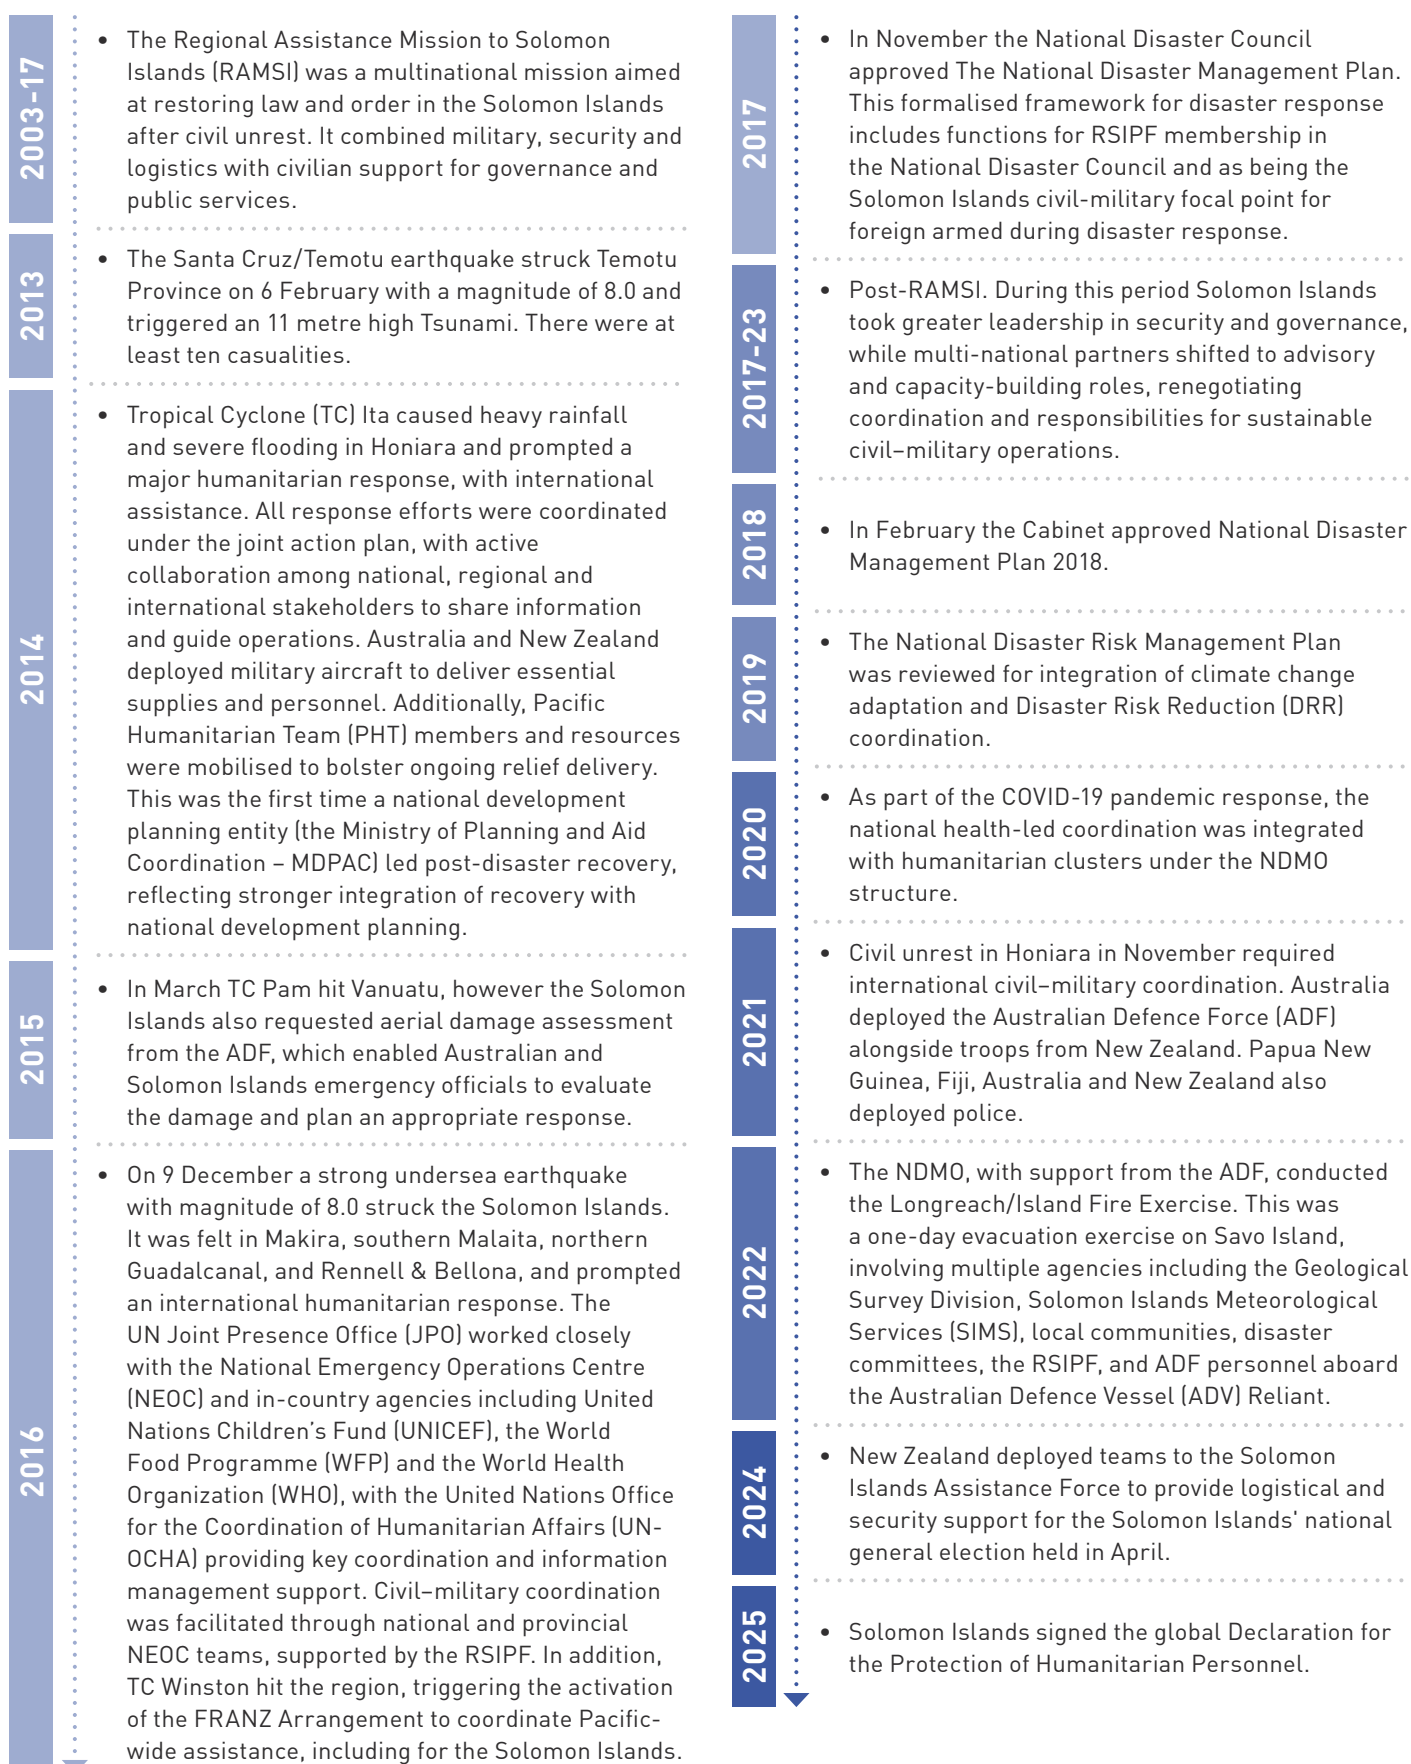 2003-17
• The Regional Assistance Mission to Solomon
Islands (RAMSI) was a multinational mission aimed
at restoring law and order in the Solomon Islands
after civil unrest. It combined military, security and
logistics with civilian support for governance and
public services.
2013
• The Santa Cruz/Temotu earthquake struck Temotu
Province on 6 February with a magnitude of 8.0 and
triggered an 11 metre high Tsunami. There were at
least ten casualities.
2014
• Tropical Cyclone (TC) Ita caused heavy rainfall
and severe flooding in Honiara and prompted a
major humanitarian response, with international
assistance. All response efforts were coordinated
under the joint action plan, with active
collaboration among national, regional and
international stakeholders to share information
and guide operations. Australia and New Zealand
deployed military aircraft to deliver essential
supplies and personnel. Additionally, Pacific
Humanitarian Team (PHT) members and resources
were mobilised to bolster ongoing relief delivery.
This was the first time a national development
planning entity (the Ministry of Planning and Aid
Coordination – MDPAC) led post-disaster recovery,
reflecting stronger integration of recovery with
national development planning.
2015
• In March TC Pam hit Vanuatu, however the Solomon
Islands also requested aerial damage assessment
from the ADF, which enabled Australian and
Solomon Islands emergency officials to evaluate
the damage and plan an appropriate response.
2016
• On 9 December a strong undersea earthquake
with magnitude of 8.0 struck the Solomon Islands.
It was felt in Makira, southern Malaita, northern
Guadalcanal, and Rennell & Bellona, and prompted
an international humanitarian response. The
UN Joint Presence Office (JPO) worked closely
with the National Emergency Operations Centre
(NEOC) and in-country agencies including United
Nations Children’s Fund (UNICEF), the World
Food Programme (WFP) and the World Health
Organization (WHO), with the United Nations Office
for the Coordination of Humanitarian Affairs (UN-
OCHA) providing key coordination and information
management support. Civil–military coordination
was facilitated through national and provincial
NEOC teams, supported by the RSIPF. In addition,
TC Winston hit the region, triggering the activation
of the FRANZ Arrangement to coordinate Pacific-
wide assistance, including for the Solomon Islands.
2017
• In November the National Disaster Council
approved The National Disaster Management Plan.
This formalised framework for disaster response
includes functions for RSIPF membership in
the National Disaster Council and as being the
Solomon Islands civil-military focal point for
foreign armed during disaster response.
2017-23
• Post-RAMSI. During this period Solomon Islands
took greater leadership in security and governance,
while multi-national partners shifted to advisory
and capacity-building roles, renegotiating
coordination and responsibilities for sustainable
civil–military operations.
2018
• In February the Cabinet approved National Disaster
Management Plan 2018.
2019
• The National Disaster Risk Management Plan
was reviewed for integration of climate change
adaptation and Disaster Risk Reduction (DRR)
coordination.
2020
• As part of the COVID-19 pandemic response, the
national health-led coordination was integrated
with humanitarian clusters under the NDMO
structure.
2021
• Civil unrest in Honiara in November required
international civil–military coordination. Australia
deployed the Australian Defence Force (ADF)
alongside troops from New Zealand. Papua New
Guinea, Fiji, Australia and New Zealand also
deployed police.
2022
• The NDMO, with support from the ADF, conducted
the Longreach/Island Fire Exercise. This was
a one-day evacuation exercise on Savo Island,
involving multiple agencies including the Geological
Survey Division, Solomon Islands Meteorological
Services (SIMS), local communities, disaster
committees, the RSIPF, and ADF personnel aboard
the Australian Defence Vessel (ADV) Reliant.
2024
• New Zealand deployed teams to the Solomon
Islands Assistance Force to provide logistical and
security support for the Solomon Islands' national
general election held in April.
2025
• Solomon Islands signed the global Declaration for
the Protection of Humanitarian Personnel.